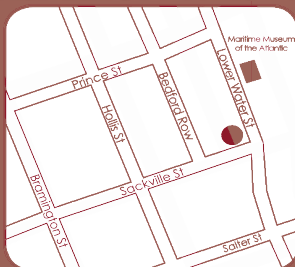 Maritime Museum
of the Atlantic
Prince St
Lower Water St
Bedford Row
Hollis St
Sackville St
Bramington St
Salter St